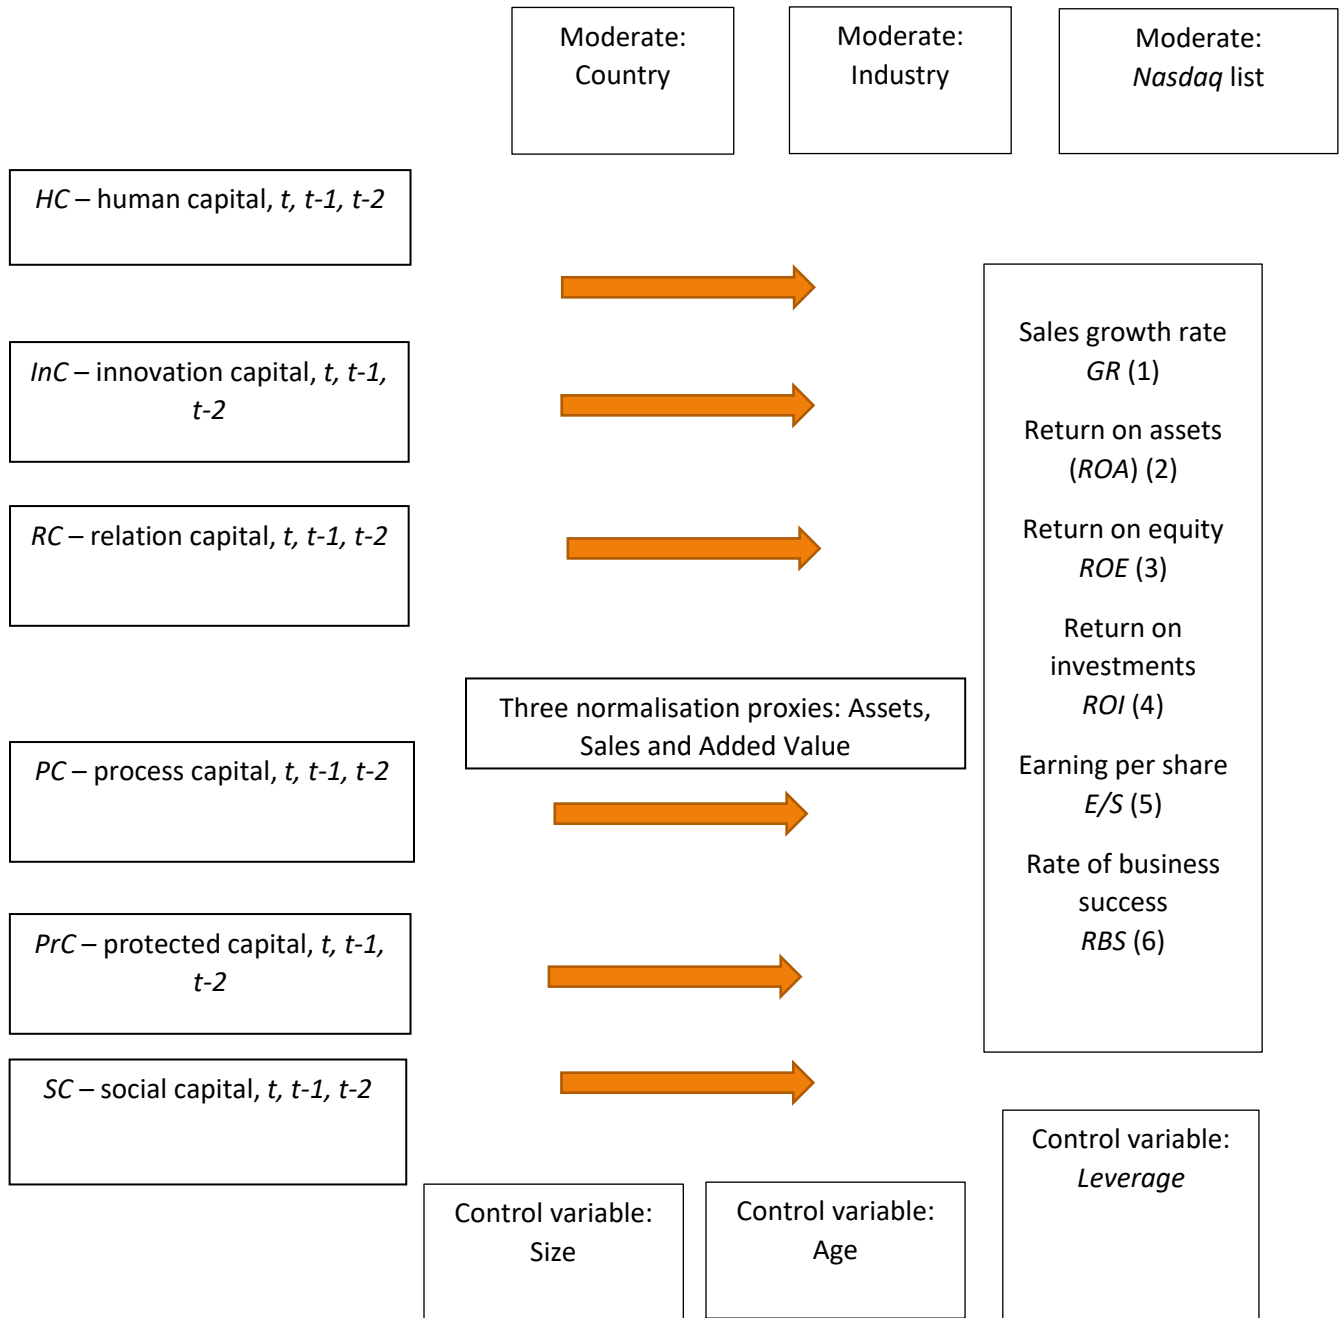 Moderate:
Country
Moderate:
Industry
Moderate:
Nasdaq list
HC – human capital, t, t-1, t-2
InC – innovation capital, t, t-1,
t-2
RC – relation capital, t, t-1, t-2
PC – process capital, t, t-1, t-2
PrC – protected capital, t, t-1,
t-2
SC – social capital, t, t-1, t-2
Three normalisation proxies: Assets,
Sales and Added Value
Sales growth rate
GR (1)
Return on assets
(ROA) (2)
Return on equity
ROE (3)
Return on
investments
ROI (4)
Earning per share
E/S (5)
Rate of business
success
RBS (6)
Control variable:
Size
Control variable:
Age
Control variable:
Leverage